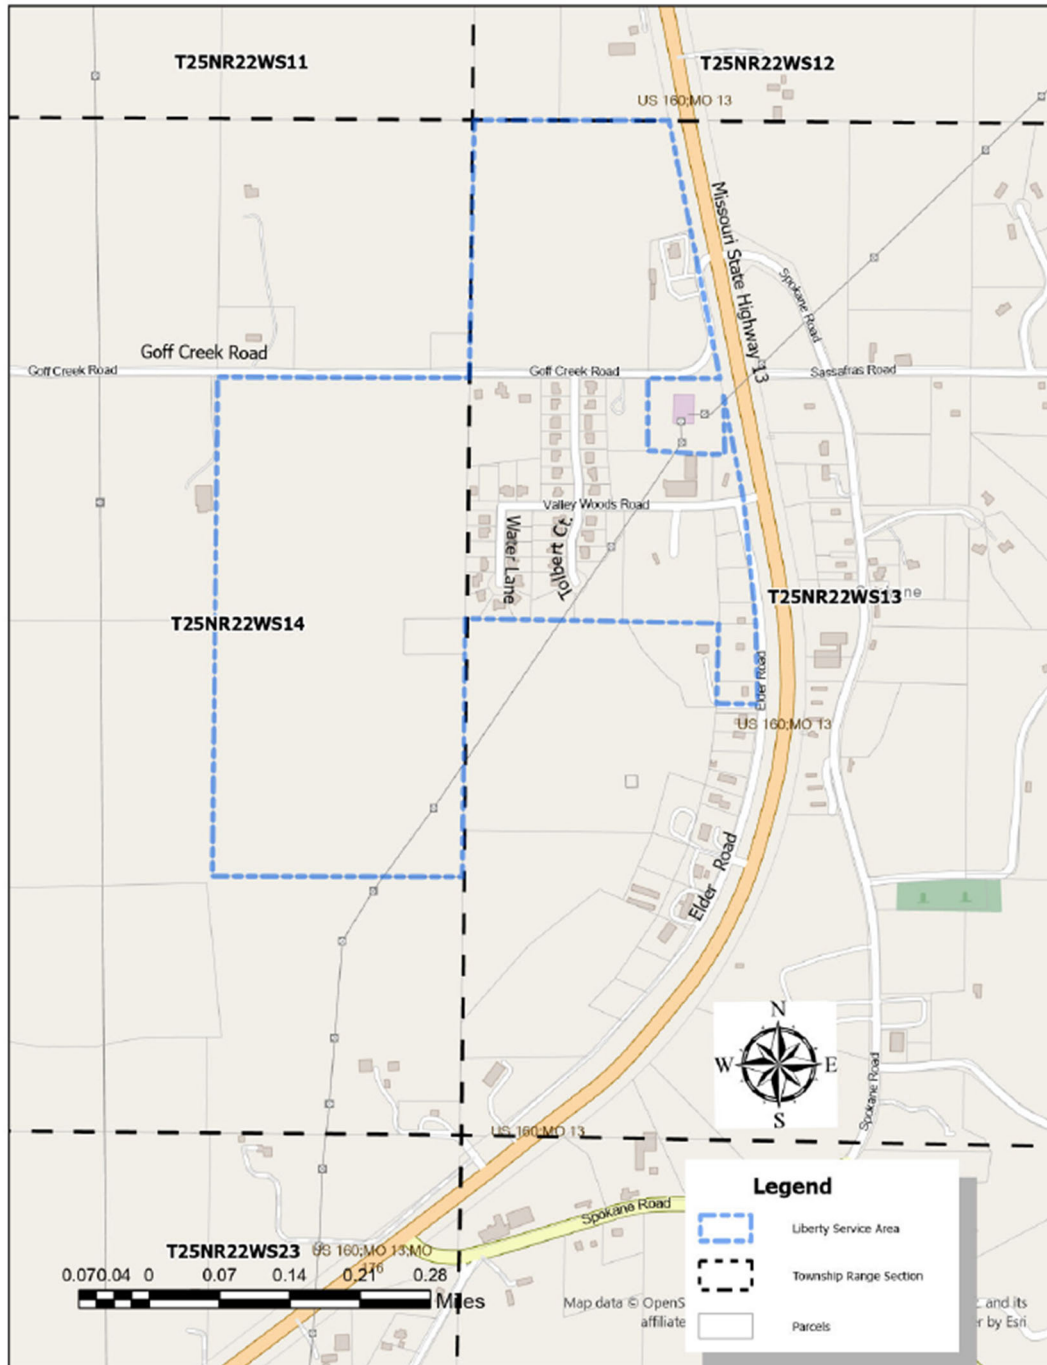 T25NR22WS11
T25NR22WS12
US 160;MO 13
Missouri State Highway 13
Spokane Road
Goff Creek Road
Goff Creek Road
Goff Creek Road
Sassafras Road
Valley Woods Road
Water Lane
Tolbert Ct.
T25NR22WS13
T25NR22WS14
Elder Road
US 160;MO 13
Elder Road
N
W
E
S
Spokane Road
US 160;MO 13
Legend
Liberty Service Area
Township Range Section
Parcels
Spokane Road
T25NR22WS23
US 160;MO 13;MO
176
0.070.04 0 0.07 0.14 0.21 0.28
Miles
Map data © OpenS
and its
affiliate
r by Esri